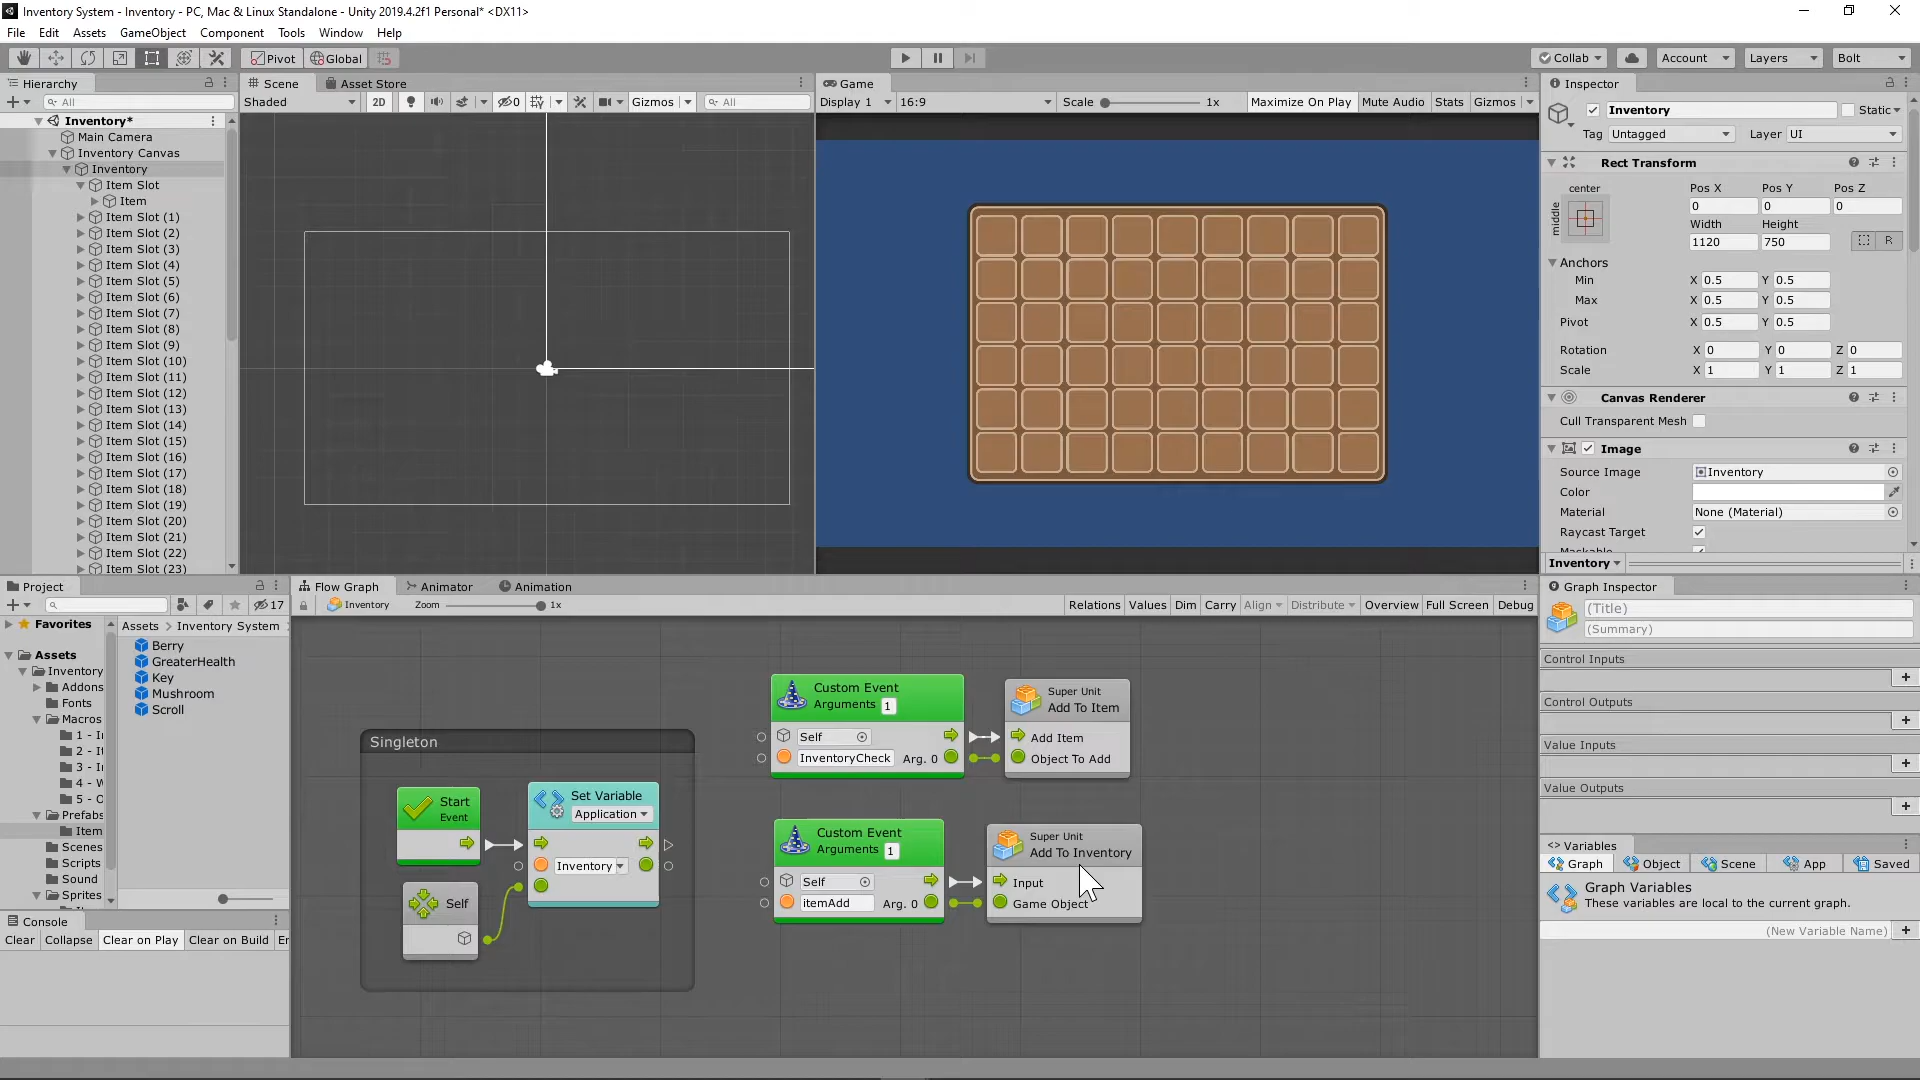 Inventory System - Inventory - PC, Mac & Linux Standalone - Unity 2019.4.2f1 Personal* <DX11>
File Edit Assets GameObject Component Tools Jobs Window Help
Pivot Global Collab Account Layers Bolt
Hierarchy
All
Inventory*
Main Camera
Inventory Canvas
Inventory
Item Slot
Item
Item Slot (1)
Item Slot (2)
Item Slot (3)
Item Slot (4)
Item Slot (5)
Item Slot (6)
Item Slot (7)
Item Slot (8)
Item Slot (9)
Item Slot (10)
Item Slot (11)
Item Slot (12)
Item Slot (13)
Item Slot (14)
Item Slot (15)
Item Slot (16)
Item Slot (17)
Item Slot (18)
Item Slot (19)
Item Slot (20)
Item Slot (21)
Item Slot (22)
Item Slot (23)
Scene Asset Store
Shaded 2D 0 Gizmos All
Game
Display 1 16:9 Scale 1x Maximize On Play Mute Audio Stats Gizmos
Inspector
Inventory Static
Tag Untagged Layer UI
Rect Transform
center
middle
Pos X Pos Y Pos Z
0 0 0
Width Height
1120 750 R
Anchors
Min X 0.5 Y 0.5
Max X 0.5 Y 0.5
Pivot X 0.5 Y 0.5
Rotation X 0 Y 0 Z 0
Scale X 1 Y 1 Z 1
Canvas Renderer
Cull Transparent Mesh
Image
Source Image Inventory
Color
Material None (Material)
Raycast Target
Maskable
Inventory
Project
17
Favorites
Assets
Inventory
Addons
Fonts
Macros
1 - I
2 - I
3 - I
4 -
5 -
Prefabs
Item
Scenes
Scripts
Sound
Sprites
Assets > Inventory System
Berry
GreaterHealth
Key
Mushroom
Scroll
Console
Clear Collapse Clear on Play Clear on Build Er
Flow Graph Animator Animation
Inventory Zoom 1x Relations Values Dim Carry Align Distribute Overview Full Screen Debug
Singleton
Start
Event
Self
Set Variable
Application
Inventory
Custom Event
Arguments 1
Self
InventoryCheck Arg. 0
Super Unit
Add To Item
Add Item
Object To Add
Custom Event
Arguments 1
Self
itemAdd Arg. 0
Super Unit
Add To Inventory
Input
Game Object
Graph Inspector
(Title)
(Summary)
Control Inputs
Control Outputs
Value Inputs
Value Outputs
<> Variables
Graph Object Scene App Saved
Graph Variables
These variables are local to the current graph.
(New Variable Name)